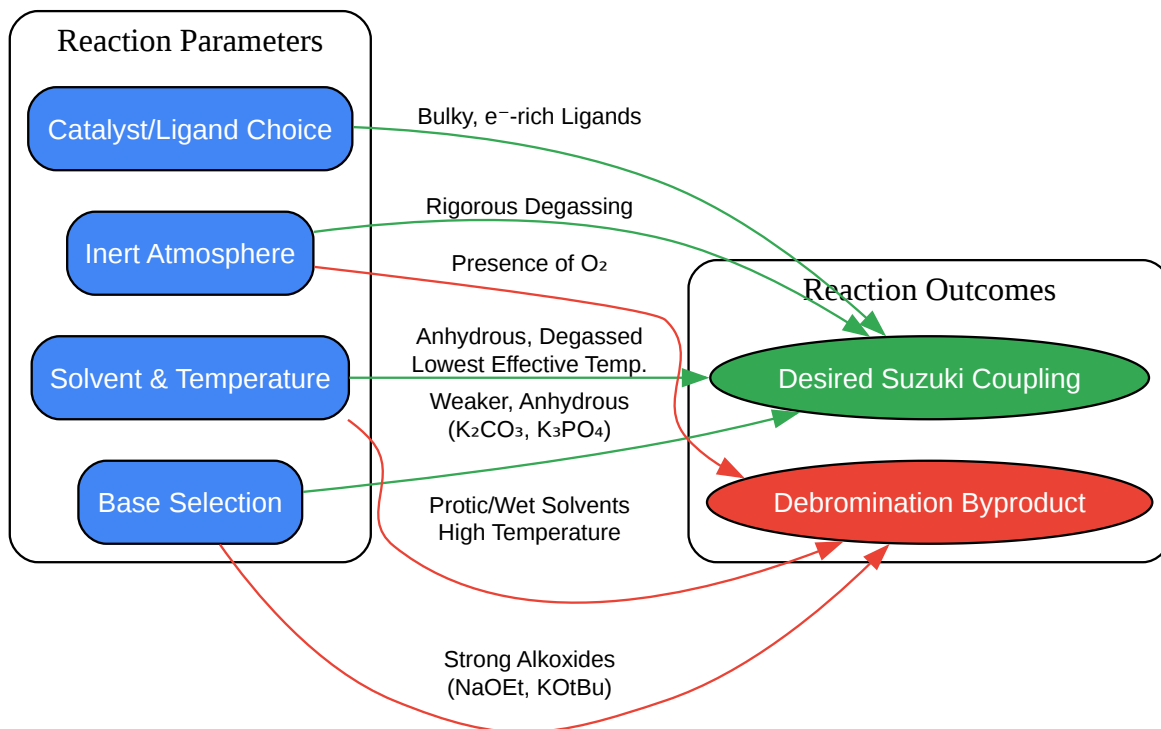 Reaction Parameters
Catalyst/Ligand Choice
Bulky, e⁻-rich Ligands
Inert Atmosphere
Rigorous Degassing
Presence of O₂
Reaction Outcomes
Solvent & Temperature
Anhydrous, Degassed
Lowest Effective Temp.
Desired Suzuki Coupling
Weaker, Anhydrous
(K₂CO₃, K₃PO₄)
Base Selection
Protic/Wet Solvents
High Temperature
Debromination Byproduct
Strong Alkoxides
(NaOEt, KOtBu)